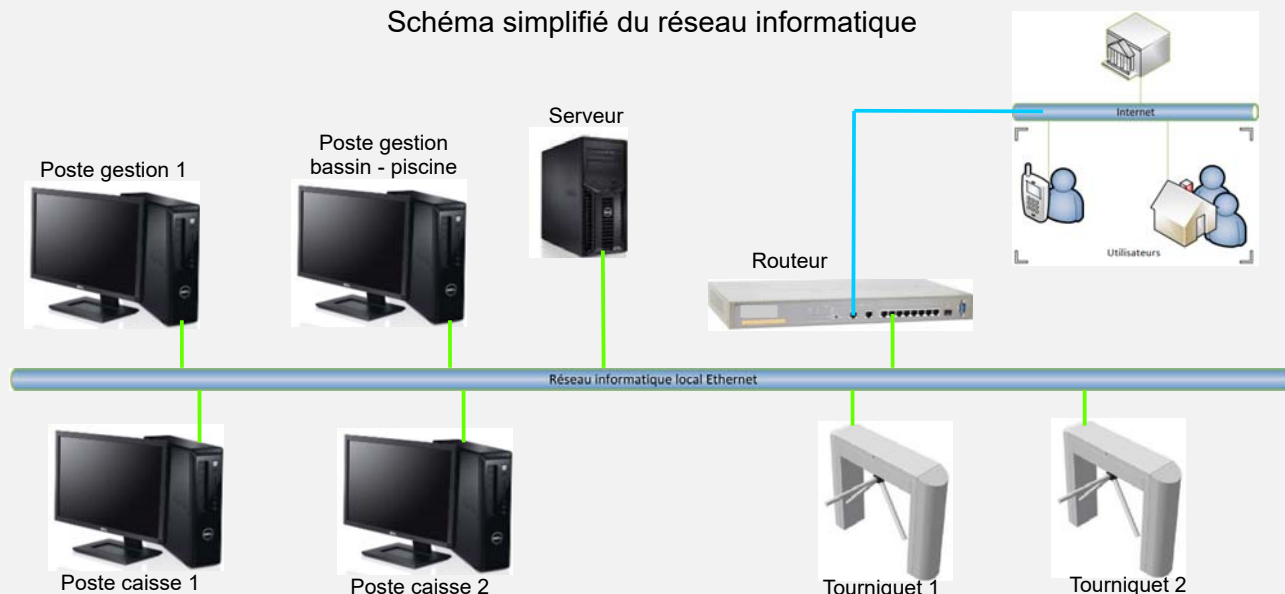 Schéma simplifié du réseau informatique
Internet
Utilisateurs
Poste gestion 1
Poste gestion
bassin - piscine
Serveur
Routeur
Réseau informatique local Ethernet
Poste caisse 1
Poste caisse 2
Tourniquet 1
Tourniquet 2